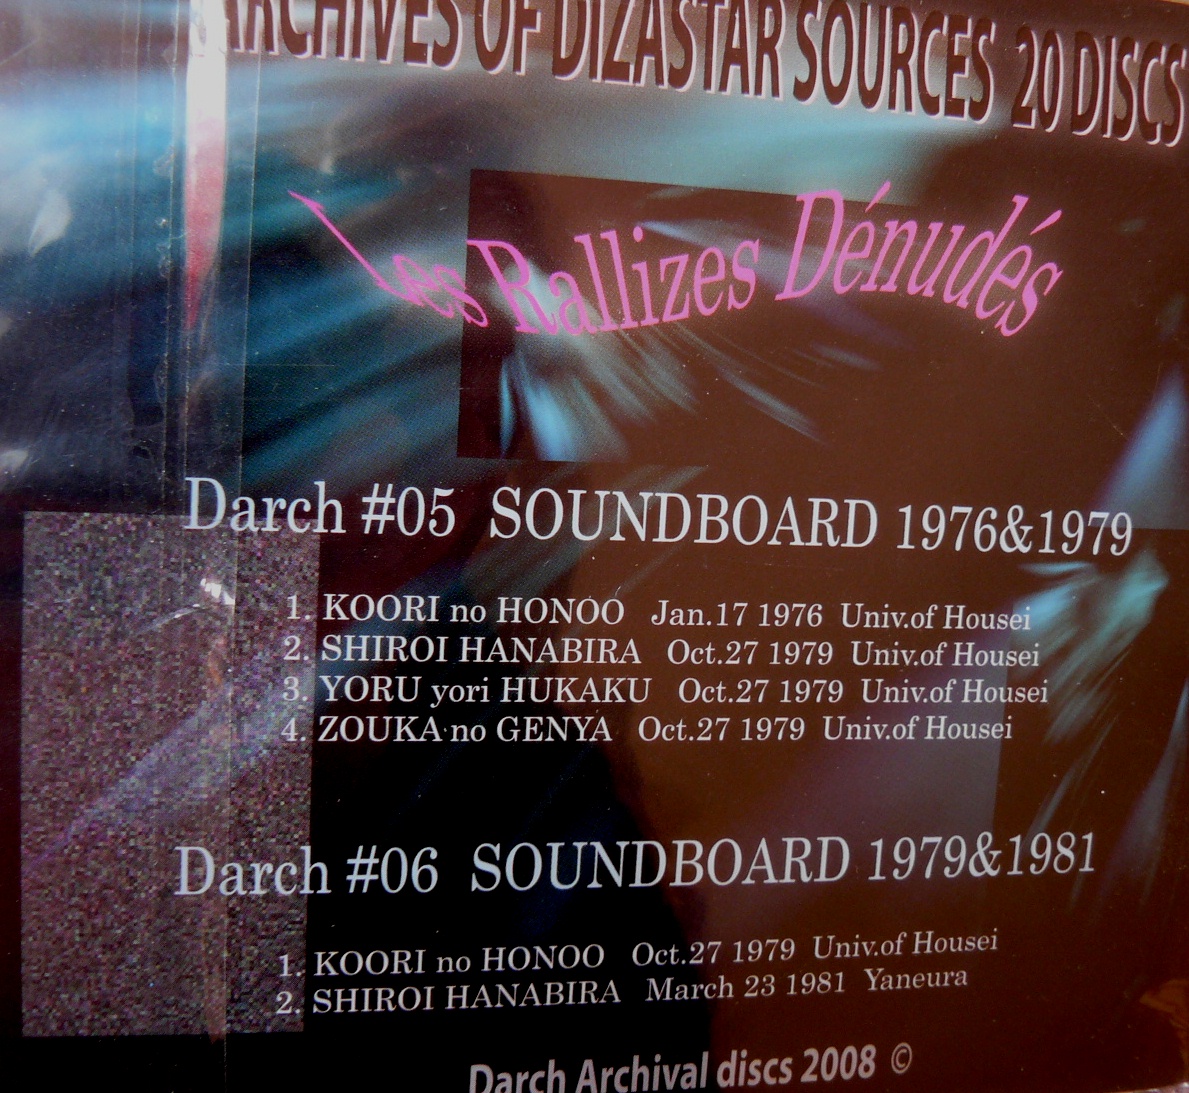 ARCHIVES OF DIZASTAR SOURCES 20 DISCS
Les Rallizes Dénudés
Darch #05 SOUNDBOARD 1976&1979
1. KOORI no HONOO Jan.17 1976 Univ.of Housei
2. SHIROI HANABIRA Oct.27 1979 Univ.of Housei
3. YORU yori HUKAKU Oct.27 1979 Univ.of Housei
4. ZOUKA no GENYA Oct.27 1979 Univ.of Housei
Darch #06 SOUNDBOARD 1979&1981
1. KOORI no HONOO Oct.27 1979 Univ.of Housei
2. SHIROI HANABIRA March 23 1981 Yaneura
Darch Archival discs 2008 ©